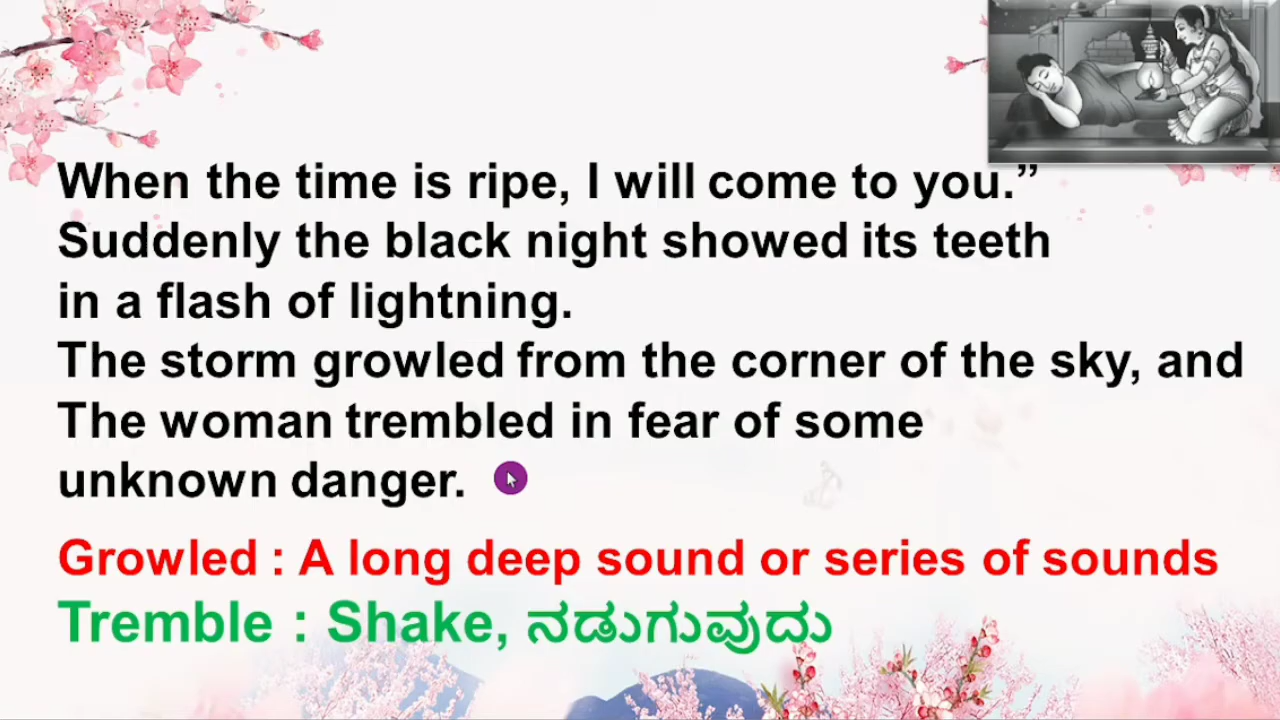 When the time is ripe, I will come to you.”
Suddenly the black night showed its teeth
in a flash of lightning.
The storm growled from the corner of the sky, and
The woman trembled in fear of some
unknown danger.
Growled : A long deep sound or series of sounds
Tremble : Shake, ನಡುಗುವುದು